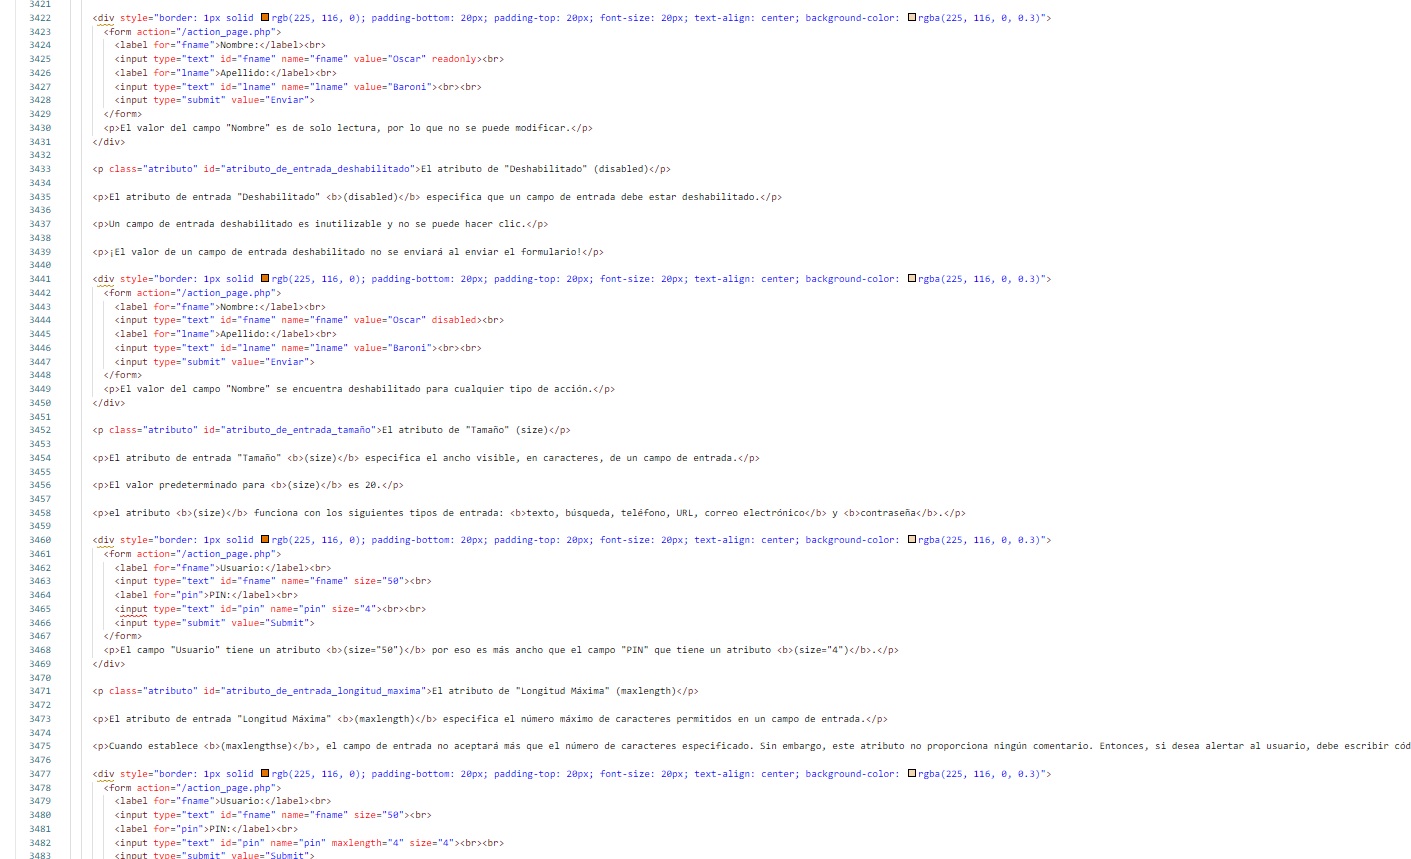 3421
3422 <div style="border: 1px solid rgb(225, 116, 0); padding-bottom: 20px; padding-top: 20px; font-size: 20px; text-align: center; background-color: rgba(225, 116, 0, 0.3)">
3423 <form action="/action_page.php">
3424 <label for="fname">Nombre:</label><br>
3425 <input type="text" id="fname" name="fname" value="Oscar" readonly><br>
3426 <label for="lname">Apellido:</label><br>
3427 <input type="text" id="lname" name="lname" value="Baroni"><br><br>
3428 <input type="submit" value="Enviar">
3429 </form>
3430 <p>El valor del campo "Nombre" es de solo lectura, por lo que no se puede modificar.</p>
3431 </div>
3432
3433 <p class="atributo" id="atributo_de_entrada_deshabilitado">El atributo de "Deshabilitado" (disabled)</p>
3434
3435 <p>El atributo de entrada "Deshabilitado" <b>(disabled)</b> especifica que un campo de entrada debe estar deshabilitado.</p>
3436
3437 <p>Un campo de entrada deshabilitado es inutilizable y no se puede hacer clic.</p>
3438
3439 <p>¡El valor de un campo de entrada deshabilitado no se enviará al enviar el formulario!</p>
3440
3441 <div style="border: 1px solid rgb(225, 116, 0); padding-bottom: 20px; padding-top: 20px; font-size: 20px; text-align: center; background-color: rgba(225, 116, 0, 0.3)">
3442 <form action="/action_page.php">
3443 <label for="fname">Nombre:</label><br>
3444 <input type="text" id="fname" name="fname" value="Oscar" disabled><br>
3445 <label for="lname">Apellido:</label><br>
3446 <input type="text" id="lname" name="lname" value="Baroni"><br><br>
3447 <input type="submit" value="Enviar">
3448 </form>
3449 <p>El valor del campo "Nombre" se encuentra deshabilitado para cualquier tipo de acción.</p>
3450 </div>
3451
3452 <p class="atributo" id="atributo_de_entrada_tamaño">El atributo de "Tamaño" (size)</p>
3453
3454 <p>El atributo de entrada "Tamaño" <b>(size)</b> especifica el ancho visible, en caracteres, de un campo de entrada.</p>
3455
3456 <p>El valor predeterminado para <b>(size)</b> es 20.</p>
3457
3458 <p>el atributo <b>(size)</b> funciona con los siguientes tipos de entrada: <b>texto, búsqueda, teléfono, URL, correo electrónico</b> y <b>contraseña</b>.</p>
3459
3460 <div style="border: 1px solid rgb(225, 116, 0); padding-bottom: 20px; padding-top: 20px; font-size: 20px; text-align: center; background-color: rgba(225, 116, 0, 0.3)">
3461 <form action="/action_page.php">
3462 <label for="fname">Usuario:</label><br>
3463 <input type="text" id="fname" name="fname" size="50"><br>
3464 <label for="pin">PIN:</label><br>
3465 <input type="text" id="pin" name="pin" size="4"><br><br>
3466 <input type="submit" value="Submit">
3467 </form>
3468 <p>El campo "Usuario" tiene un atributo <b>(size="50")</b> por eso es más ancho que el campo "PIN" que tiene un atributo <b>(size="4")</b>.</p>
3469 </div>
3470
3471 <p class="atributo" id="atributo_de_entrada_longitud_maxima">El atributo de "Longitud Máxima" (maxlength)</p>
3472
3473 <p>El atributo de entrada "Longitud Máxima" <b>(maxlength)</b> especifica el número máximo de caracteres permitidos en un campo de entrada.</p>
3474
3475 <p>Cuando establece <b>(maxlengthse)</b>, el campo de entrada no aceptará más que el número de caracteres especificado. Sin embargo, este atributo no proporciona ningún comentario. Entonces, si desea alertar al usuario, debe escribir cód
3476
3477 <div style="border: 1px solid rgb(225, 116, 0); padding-bottom: 20px; padding-top: 20px; font-size: 20px; text-align: center; background-color: rgba(225, 116, 0, 0.3)">
3478 <form action="/action_page.php">
3479 <label for="fname">Usuario:</label><br>
3480 <input type="text" id="fname" name="fname" size="50"><br>
3481 <label for="pin">PIN:</label><br>
3482 <input type="text" id="pin" name="pin" maxlength="4" size="4"><br><br>
3483 <input type="submit" value="Submit">